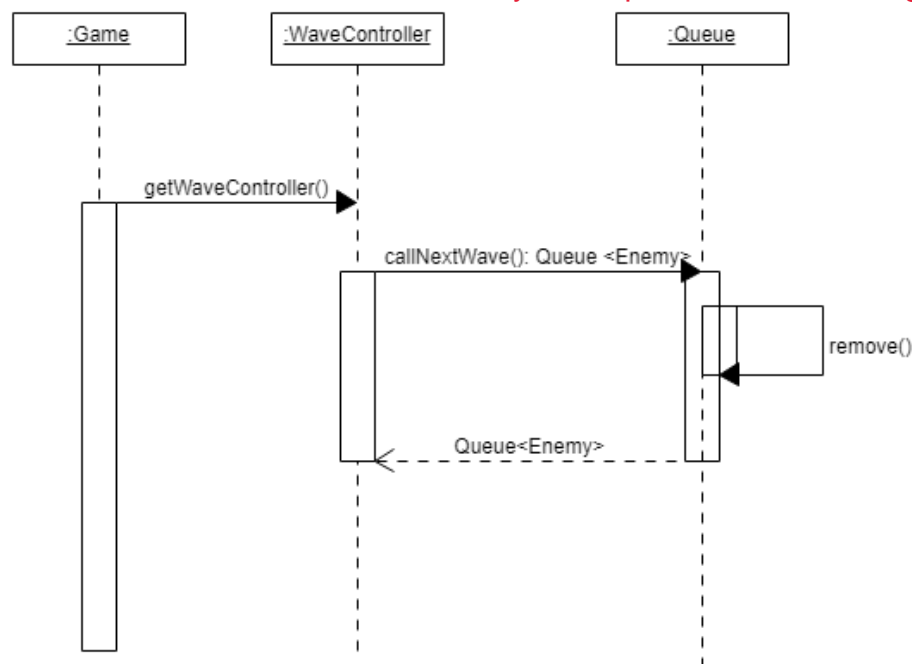 :Game
:WaveController
:Queue
getWaveController()
callNextWave(): Queue <Enemy>
remove()
Queue<Enemy>